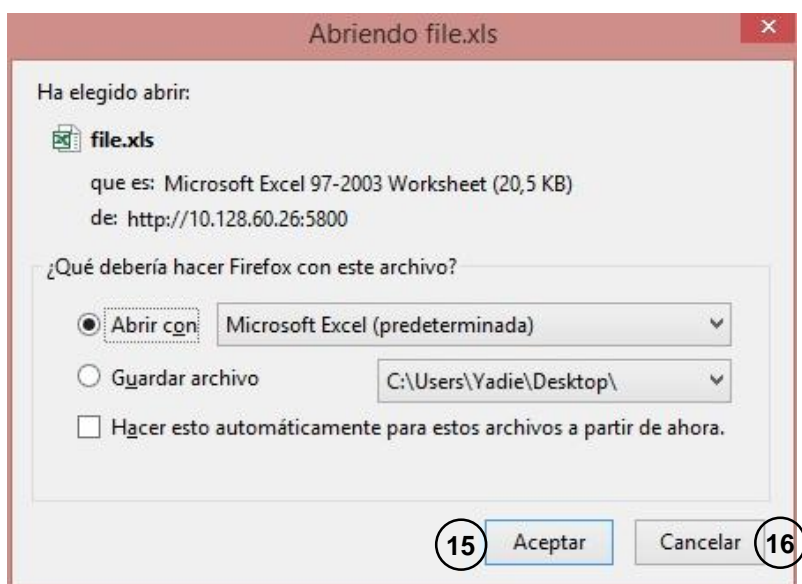 Abriendo file.xls
×
Ha elegido abrir:
file.xls
que es: Microsoft Excel 97-2003 Worksheet (20,5 KB)
de: http://10.128.60.26:5800
¿Qué debería hacer Firefox con este archivo?
Abrir con Microsoft Excel (predeterminada)
Guardar archivo C:\Users\Yadie\Desktop\
Hacer esto automáticamente para estos archivos a partir de ahora.
15 Aceptar Cancelar 16